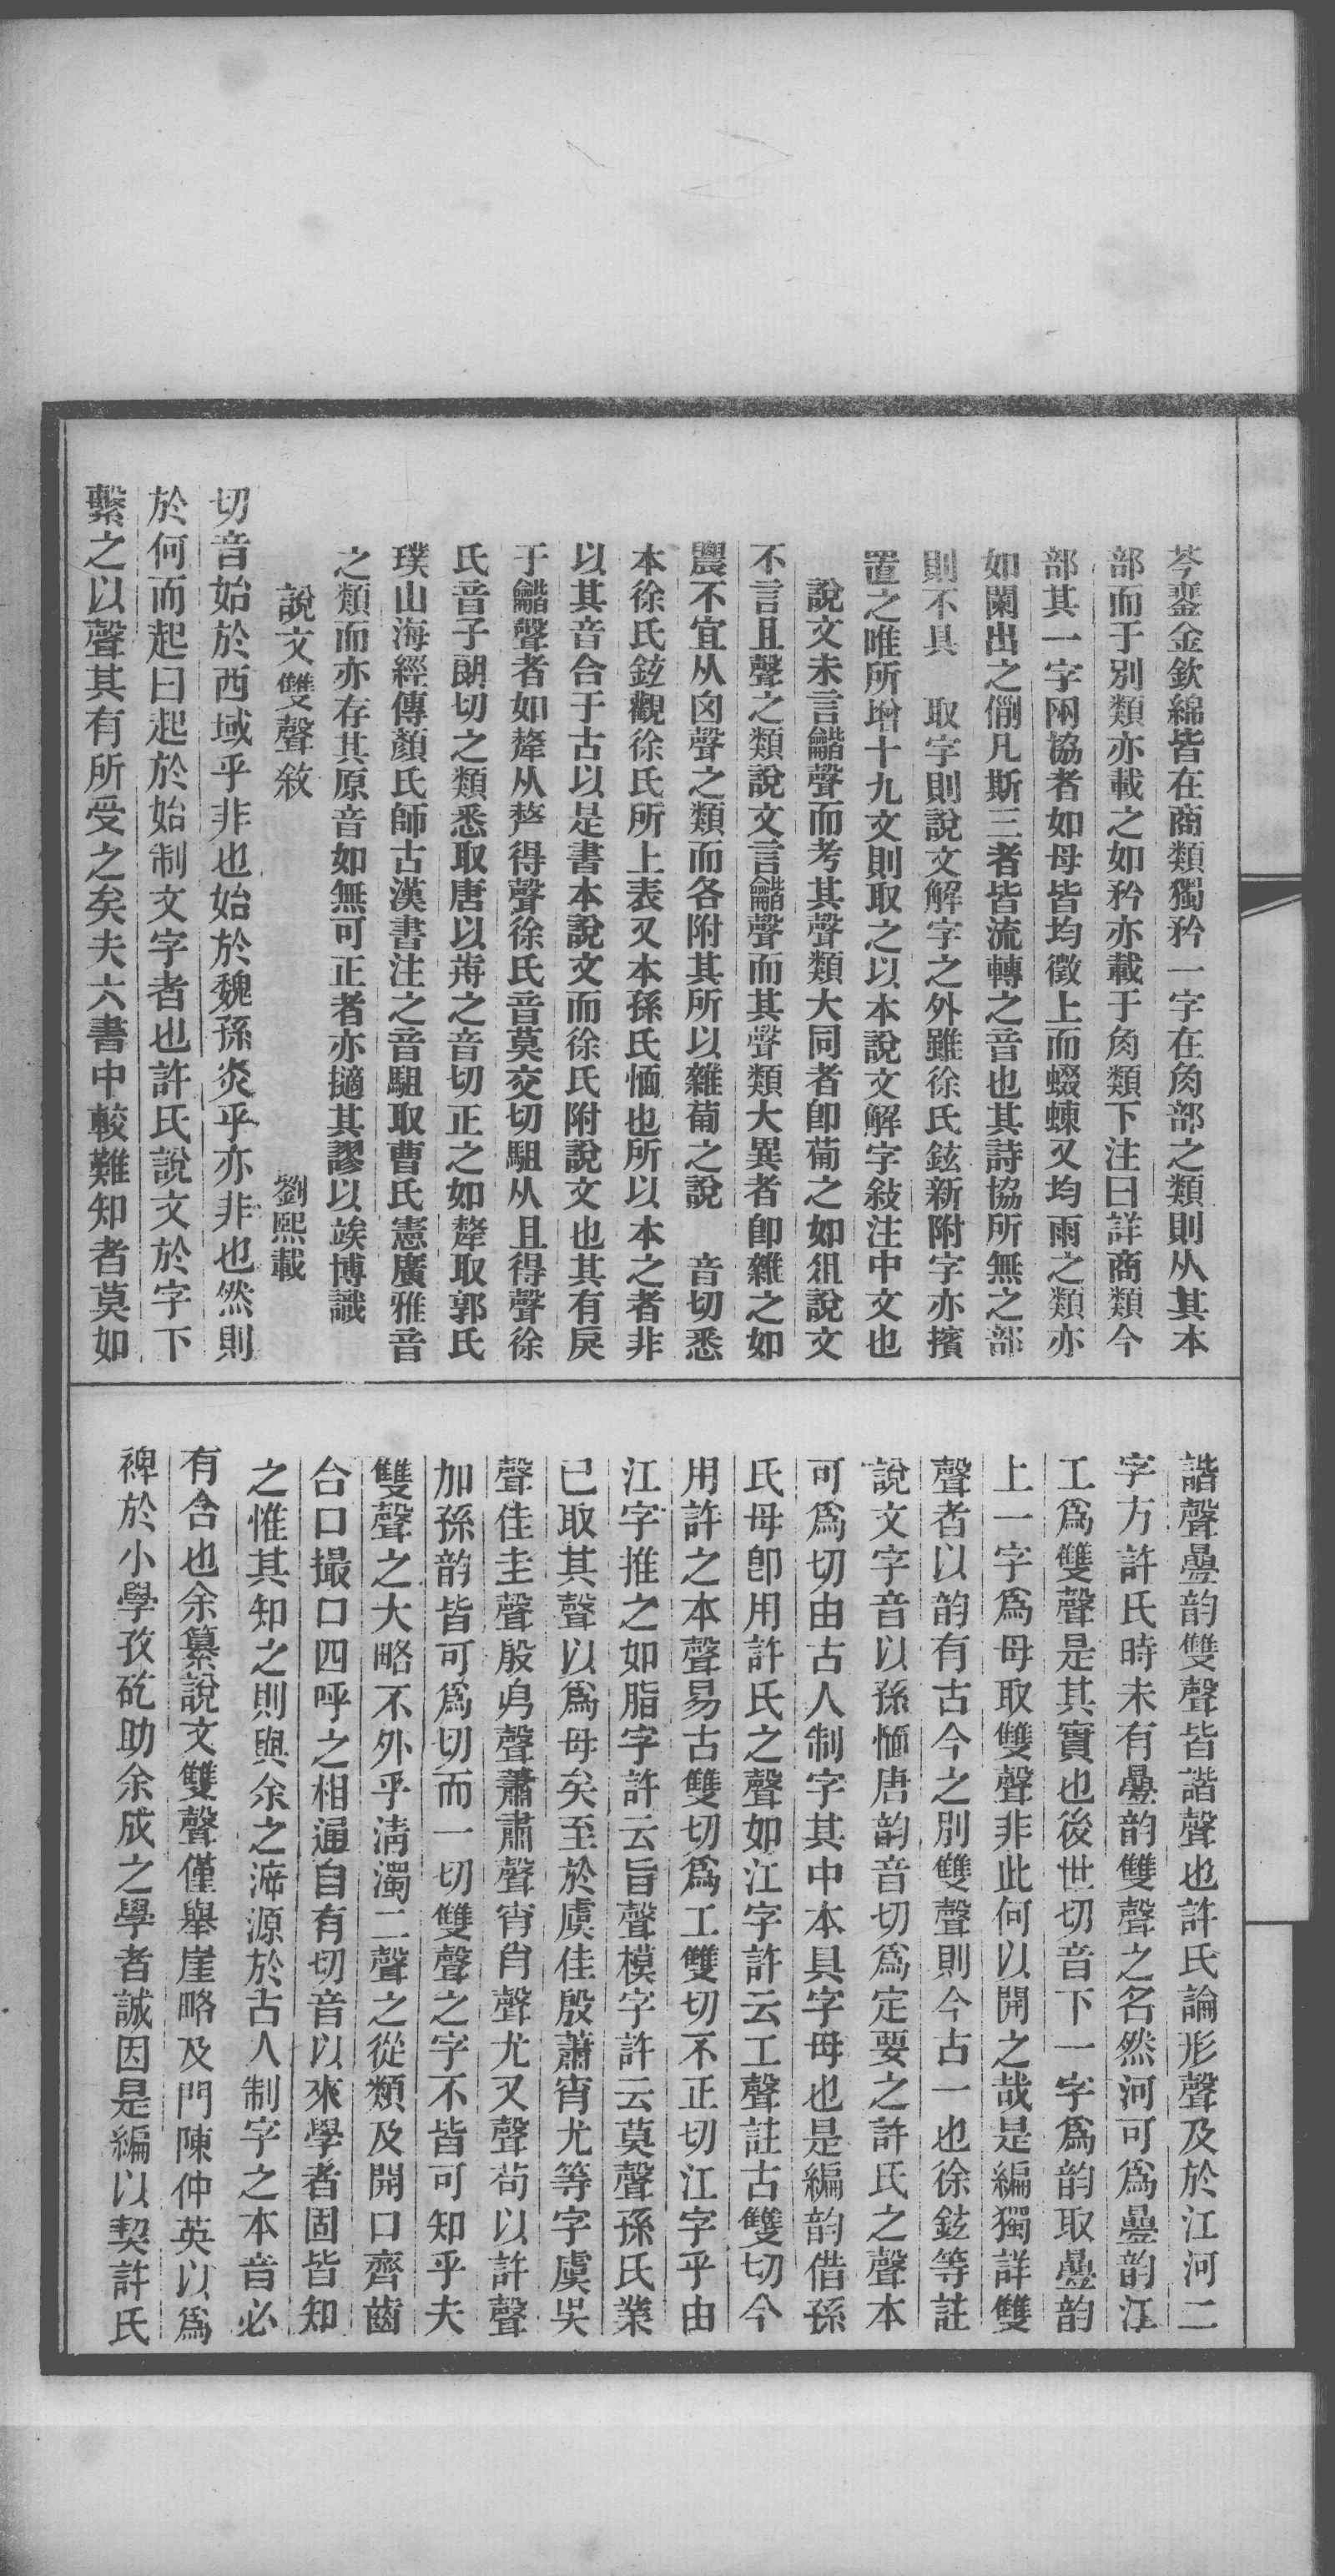 芩銮金欽綿皆在商類獨矜一字在𧢲部之類則从其本
部而于別類亦載之如矜亦載于𧢲類下注曰詳商類今
部其一字㒳協者如母皆均徵上而蝃蝀又均雨之類亦
如闌出之㑡凡斯三者皆流轉之音也其詩協所無之部
則不具　取字則說文解字之外雖徐氏鉉新附字亦擯
置之唯所增十九文則取之以本說文解字敍注中文也
說文未言龤聲而考其聲類大同者卽葡之如俎說文
不言且聲之類說文言龤聲而其聲類大異者卽雜之如
農不宜从囟聲之類而各附其所以雜葡之說　音切悉
本徐氏鉉觀徐氏所上表又本孫氏愐也所以本之者非
以其音合于古以是書本說文而徐氏附說文也其有戾
于龤聲者如犛从𠩺得聲徐氏音莫交切駔从且得聲徐
氏音子朗切之類悉取唐以歬之音切正之如犛取郭氏
璞山海經傳顏氏師古漢書注之音駔取曹氏憲廣雅音
之類而亦存其原音如無可正者亦擿其謬以竢博識
說文雙聲敘
劉熙載
切音始於西域乎非也始於魏孫炎乎亦非也然則
於何而起曰起於始制文字者也許氏說文於字下
繫之以聲其有所受之矣夫六書中較難知者莫如
諧聲曡韵雙聲皆諧聲也許氏論形聲及於江河二
字方許氏時未有曡韵雙聲之名然河可爲曡韵江
工爲雙聲是其實也後世切音下一字爲韵取曡韵
上一字爲母取雙聲非此何以開之哉是編獨詳雙
聲者以韵有古今之別雙聲則今古一也徐鉉等註
說文字音以孫愐唐韵音切爲定要之許氏之聲本
可爲切由古人制字其中本具字母也是編韵借孫
氏母卽用許氏之聲如江字許云工聲註古雙切今
用許之本聲易古雙切爲工雙切不正切江字乎由
江字推之如脂字許云旨聲模字許云莫聲孫氏業
已取其聲以爲母矣至於虞佳殷蕭宵尤等字虞吳
聲佳圭聲殷㐆聲蕭肅聲宵肖聲尤又聲苟以許聲
加孫韵皆可爲切而一切雙聲之字不皆可知乎夫
雙聲之大略不外乎淸濁二聲之從類及開口齊齒
合口撮口四呼之相通自有切音以來學者固皆知
之惟其知之則與余之㴑源於古人制字之本音必
有合也余纂說文雙聲僅舉崖略及門陳仲英以爲
裨於小學孜矻助余成之學者誠因是編以契許氏